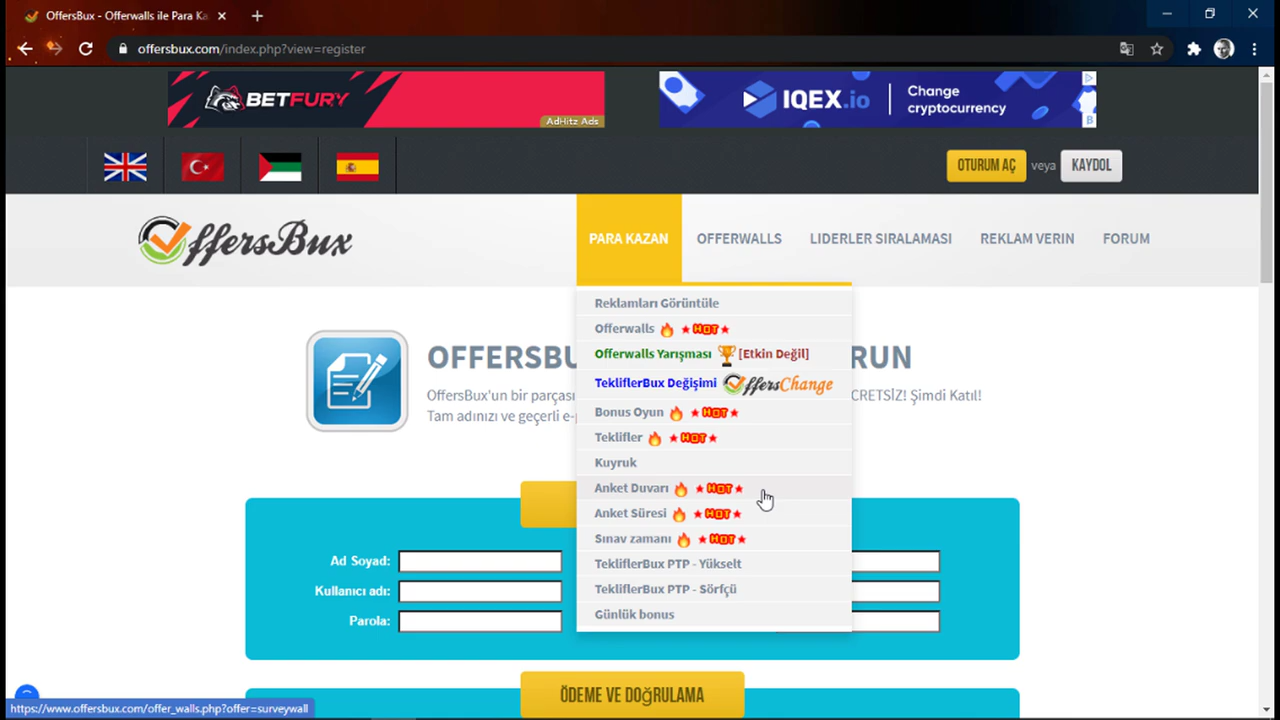 OffersBux - Offerwalls ile Para Ka
offersbux.com/index.php?view=register
BETFURY
AdHitz Ads
IQEX.io
Change
cryptocurrency
B
OTURUM AÇ veya KAYDOL
OffersBux
PARA KAZAN OFFERWALLS LIDERLER SIRALAMASI REKLAM VERIN FORUM
Reklamları Görüntüle
Offerwalls HOT
Offerwalls Yarışması [Etkin Değil]
TekliflerBux Değişimi OffersChange
Bonus Oyun HOT
Teklifler HOT
Kuyruk
Anket Duvarı HOT
Anket Süresi HOT
Sınav zamanı HOT
TekliflerBux PTP - Yükselt
TekliflerBux PTP - Sörfçü
Günlük bonus
OFFERSBU RUN
OffersBux'un bir parças CRETSİZ! Şimdi Katıl!
Tam adınızı ve geçerli e-p
Ad Soyad:
Kullanıcı adı:
Parola:
ÖDEME VE DOğRULAMA
https://www.offersbux.com/offer_walls.php?offer=surveywall